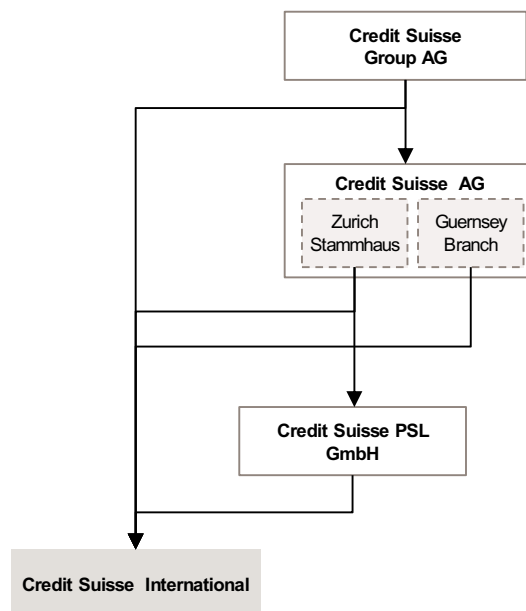 Credit Suisse
Group AG
Credit Suisse AG
Zurich
Stammhaus
Guernsey
Branch
Credit Suisse PSL
GmbH
Credit Suisse International